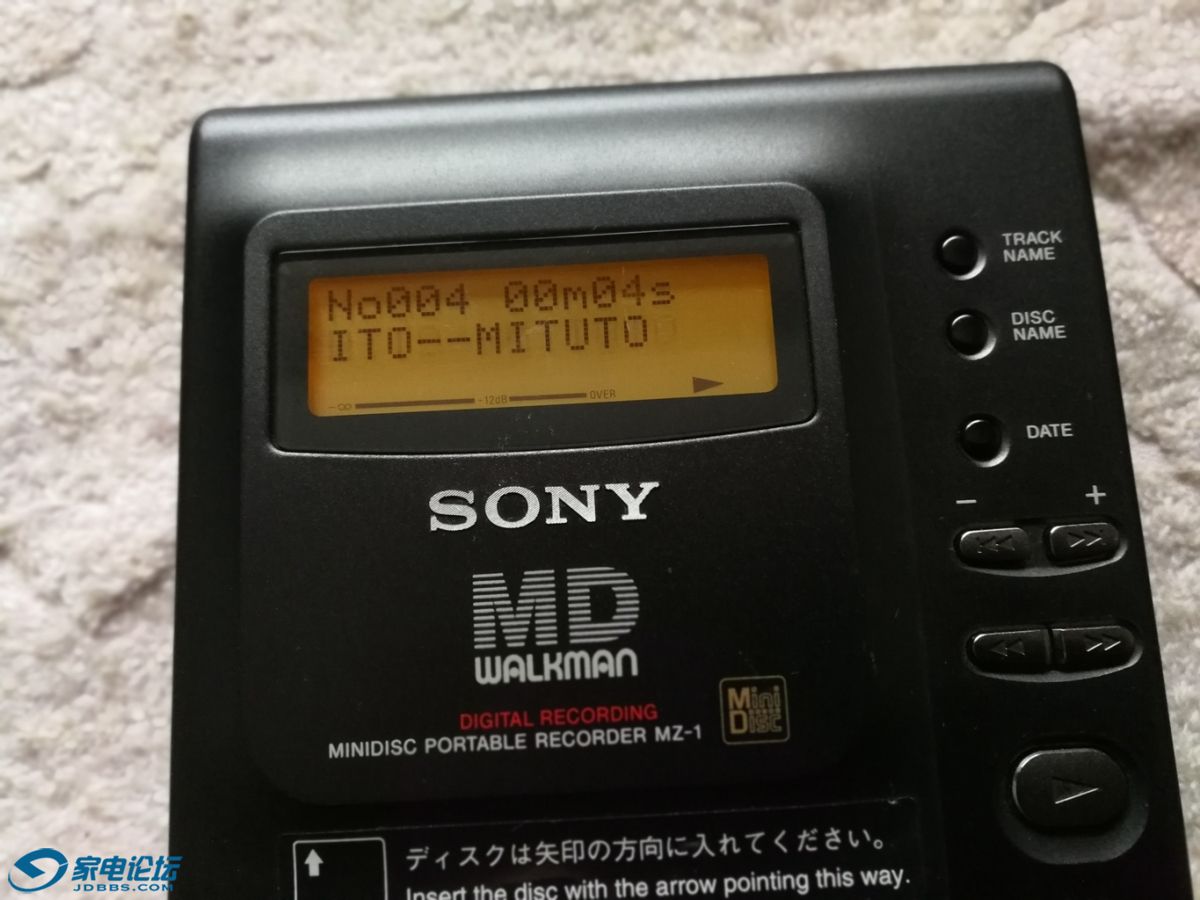 No004 00m04s
ITO--MITUTO
-∞ -12dB OVER
TRACK
NAME
DISC
NAME
DATE
- +
SONY
MD
WALKMAN
DIGITAL RECORDING
MINIDISC PORTABLE RECORDER MZ-1
Mini
Disc
ディスクは矢印の方向に入れてください。
Insert the disc with the arrow pointing this way.
家电论坛
JDBBS.COM